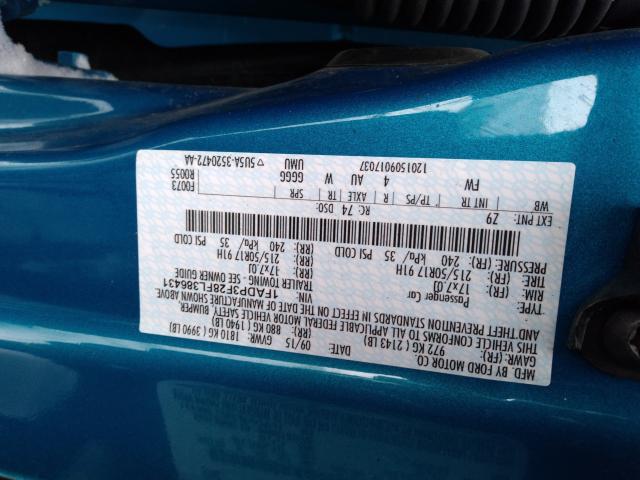 MFD. BY FORD MOTOR CO
DATE: 09/15 GVWR: 1810 KG ( 3990 LB)
GAWR: (FR): 972 KG ( 2143 LB) (RR): 880 KG ( 1940 LB)
THIS VEHICLE CONFORMS TO ALL APPLICABLE FEDERAL MOTOR VEHICLE SAFETY, BUMPER,
AND THEFT PREVENTION STANDARDS IN EFFECT ON THE DATE OF MANUFACTURE SHOWN ABOVE
VIN: 1FADP3F28FL386431
TYPE: Passenger Car TRAILER TOWING - SEE OWNER GUIDE
RIM: 17x7.0J (RR): 17x7.0J
TIRE: 215/50R17 91H (RR): 215/50R17 91H
PRESSURE: (FR): 240 kPa/ 35 PSI COLD (RR): 240 kPa/ 35 PSI COLD
EXT PNT: Z9 RC: 74 DSO: F0073
WB INT TR TP/PS AXLE TR SPR R0055
FW 4 AU W GGGG
120150901703​7 UMU 5U5A-3520472-AA